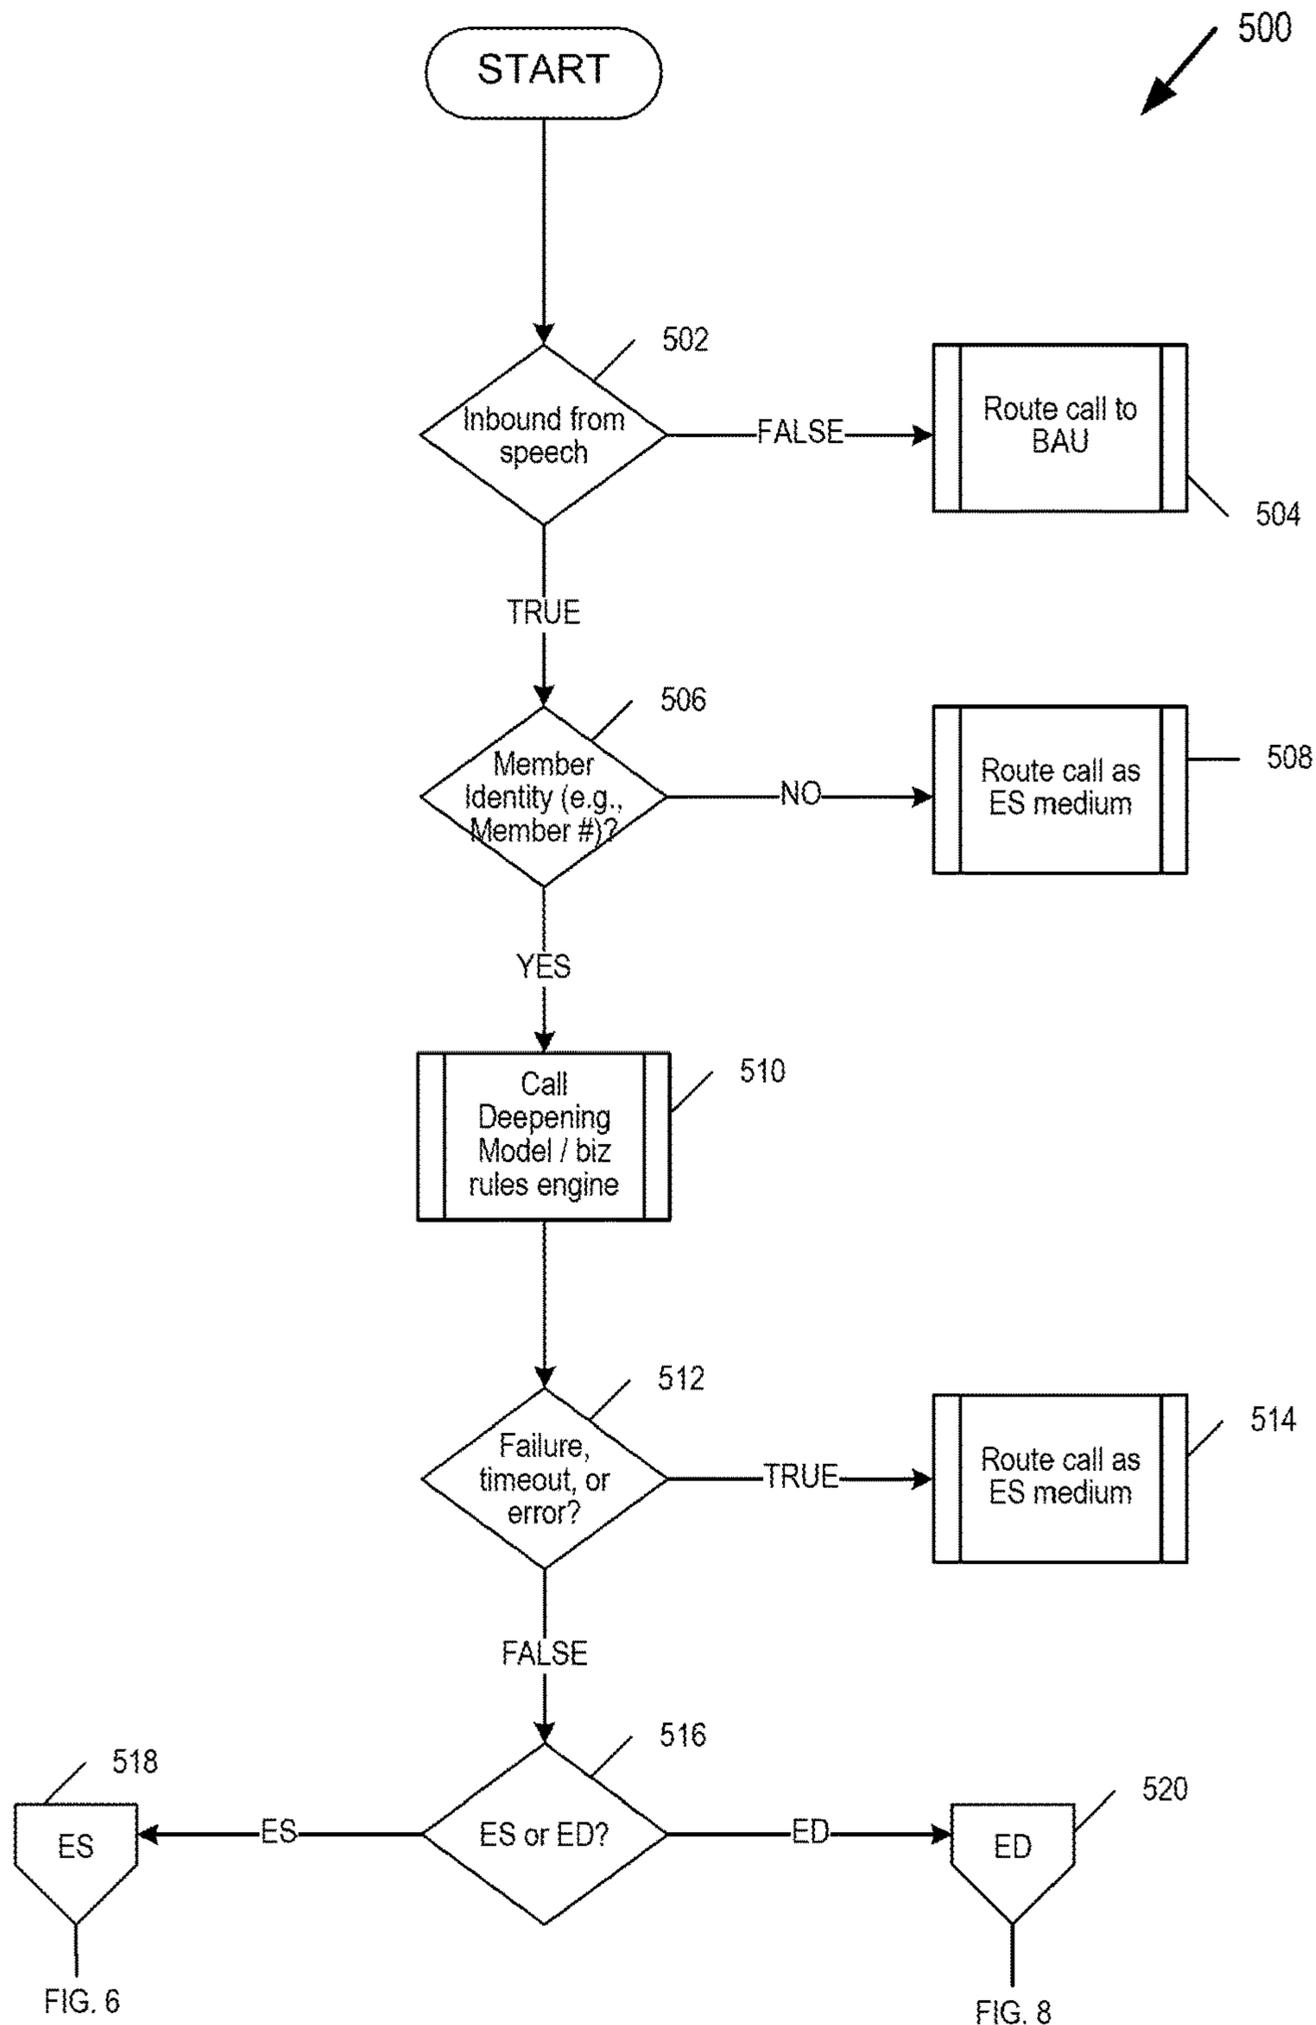 500
START
502
Inbound from
speech
FALSE
Route call to
BAU
504
TRUE
506
Member
Identity (e.g.,
Member #)?
NO
Route call as
ES medium
508
YES
510
Call
Deepening
Model / biz
rules engine
512
Failure,
timeout, or
error?
TRUE
Route call as
ES medium
514
FALSE
516
518
ES
ES
ES or ED?
ED
ED
520
FIG. 6
FIG. 8